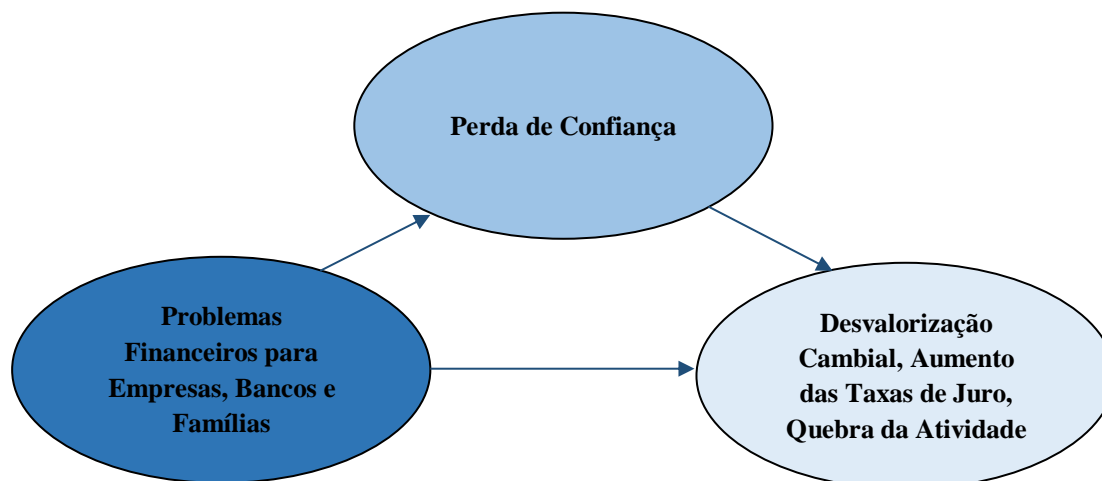 Perda de Confiança
Problemas
Financeiros para
Empresas, Bancos e
Famílias
Desvalorização
Cambial, Aumento
das Taxas de Juro,
Quebra da Atividade